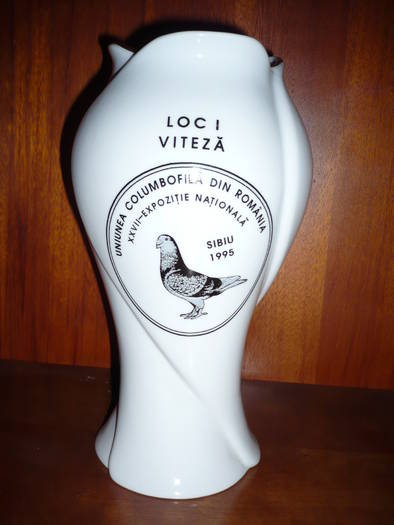 LOC I
VITEZĂ
UNIUNEA COLUMBOFILĂ DIN ROMÂNIA
XXVII-EXPOZIȚIE NAȚIONALĂ
SIBIU
1995